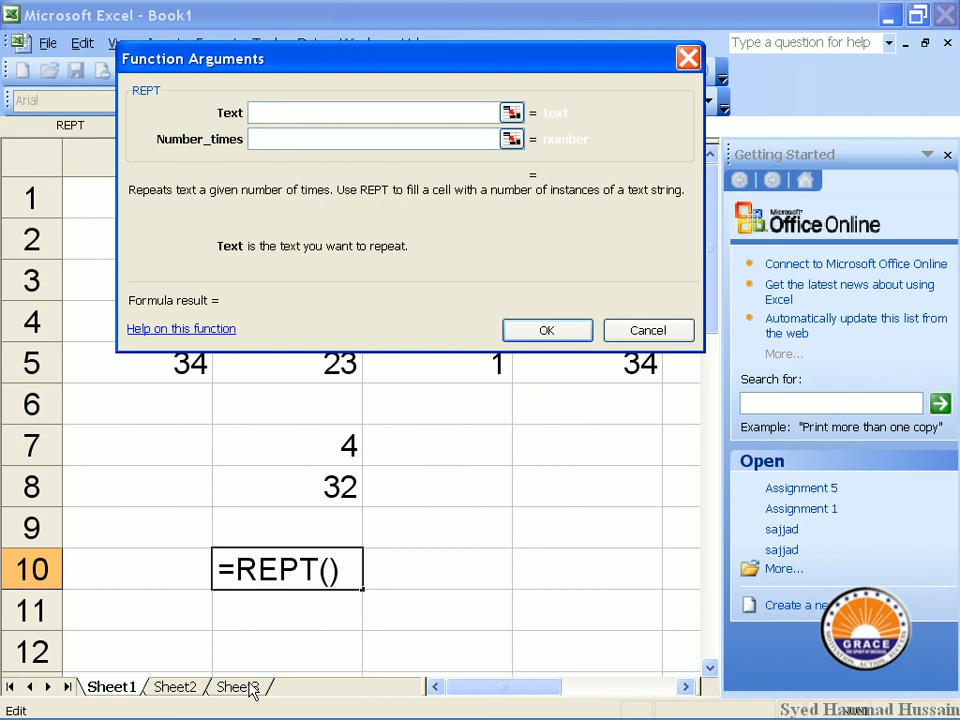 Microsoft Excel - Book1
File Edit
Type a question for help
Arial
REPT
Function Arguments
REPT
Text = text
Number_times = number
=
Repeats text a given number of times. Use REPT to fill a cell with a number of instances of a text string.
Text is the text you want to repeat.
Formula result =
Help on this function
OK Cancel
1
2
3
4
5 34 23 1 34
6
7 4
8 32
9
10 =REPT()
11
12
Getting Started
Microsoft
Office Online
Connect to Microsoft Office Online
Get the latest news about using
Excel
Automatically update this list from
the web
More...
Search for:
Example: "Print more than one copy"
Open
Assignment 5
Assignment 1
sajjad
sajjad
More...
Create a
GRACE
MOTIVATION, ACTION, SUCCESS
Sheet1 Sheet2 Sheet3
Edit
Syed Hammad Hussain